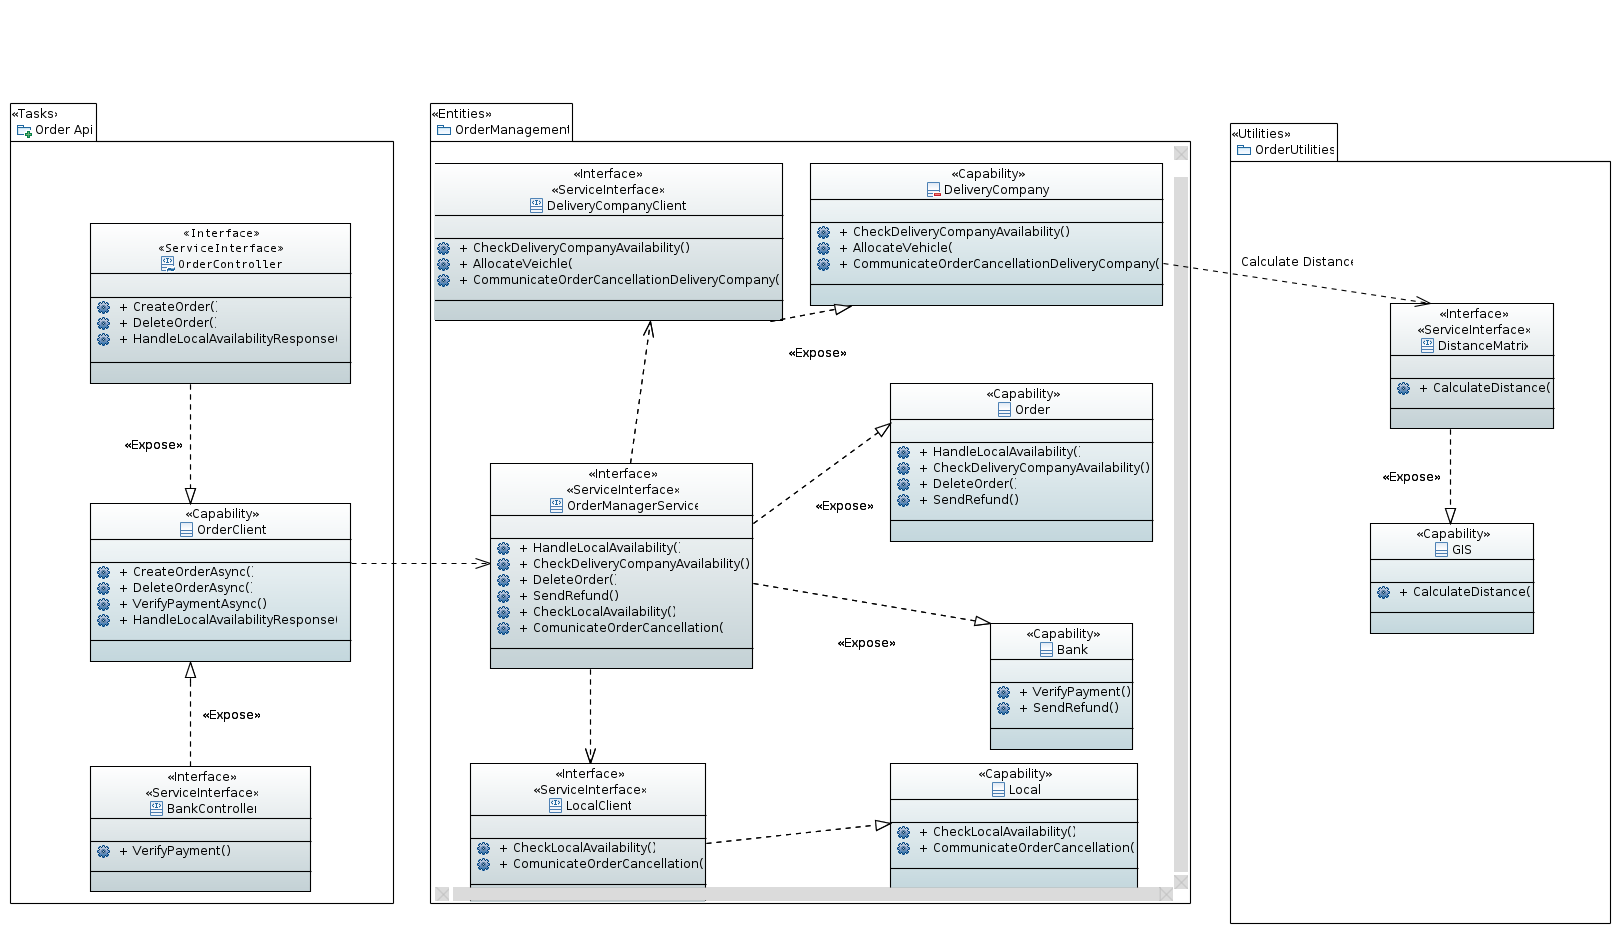 «Tasks›
Order Api
«Interface»
«ServiceInterface»
OrderController
+ CreateOrder(
+ DeleteOrder(
+ HandleLocalAvailabilityResponse(
«Expose»
«Capability»
OrderClient
+ CreateOrderAsync(
+ DeleteOrderAsync(
+ VerifyPaymentAsync()
+ HandleLocalAvailabilityResponse(
«Expose»
«Interface»
«ServiceInterface»
BankController
+ VerifyPayment()
«Entities»
OrderManagement
«Interface»
«ServiceInterface»
DeliveryCompanyClient
+ CheckDeliveryCompanyAvailability()
+ AllocateVeichle(
+ CommunicateOrderCancellationDeliveryCompany(
«Capability»
DeliveryCompany
+ CheckDeliveryCompanyAvailability()
+ AllocateVehicle(
+ CommunicateOrderCancellationDeliveryCompany(
«Expose»
«Capability»
Order
+ HandleLocalAvailability(
+ CheckDeliveryCompanyAvailability()
+ DeleteOrder(
+ SendRefund()
«Interface»
«ServiceInterface»
OrderManagerService
+ HandleLocalAvailability(
+ CheckDeliveryCompanyAvailability()
+ DeleteOrder(
+ SendRefund()
+ CheckLocalAvailability()
+ ComunicateOrderCancellation(
«Expose»
«Expose»
«Capability»
Bank
+ VerifyPayment()
+ SendRefund()
«Interface»
«ServiceInterface»
LocalClient
+ CheckLocalAvailability()
+ ComunicateOrderCancellation(
«Capability»
Local
+ CheckLocalAvailability()
+ CommunicateOrderCancellation(
«Utilities»
OrderUtilities
Calculate Distance
«Interface»
«ServiceInterface»
DistanceMatrix
+ CalculateDistance(
«Expose»
«Capability»
GIS
+ CalculateDistance(